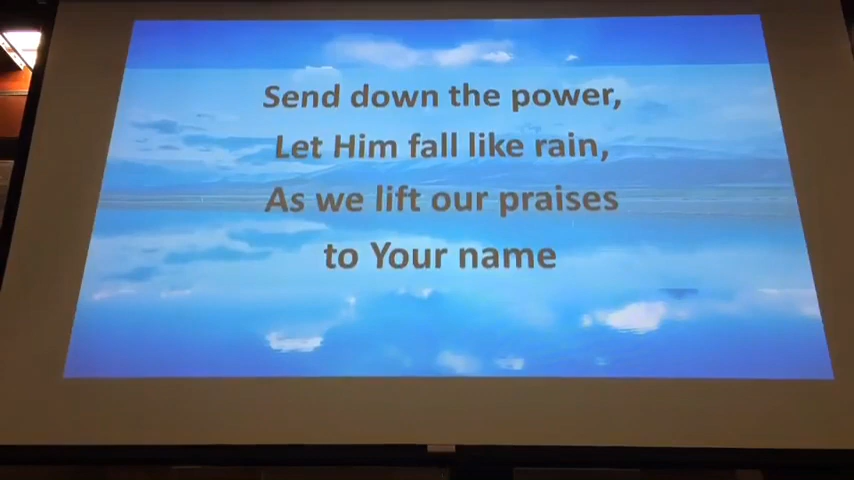 Send down the power,
Let Him fall like rain,
As we lift our praises
to Your name